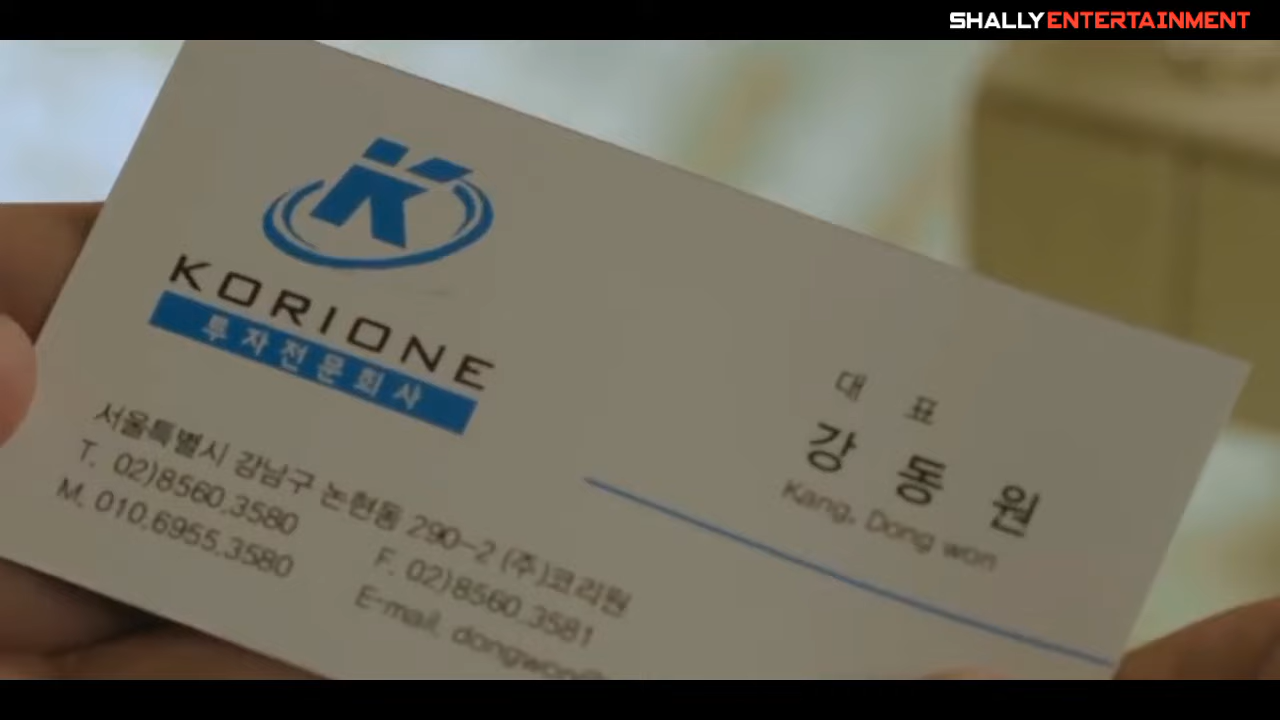 SHALLYENTERTAINMENT
K
KORIONE
투자전문회사
대 표
강 동 원
Kang, Dong won
서울특별시 강남구 논현동 290-2 (주)코리원
T. 02)8560.3580 F. 02)8560.3581
M. 010.6955.3580 E-mail. dongwon@